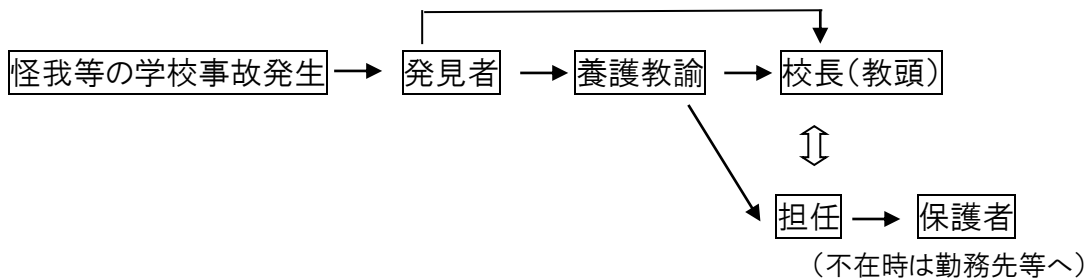 怪我等の学校事故発生
発見者
養護教諭
校長（教頭）
担任
保護者
（不在時は勤務先等へ）